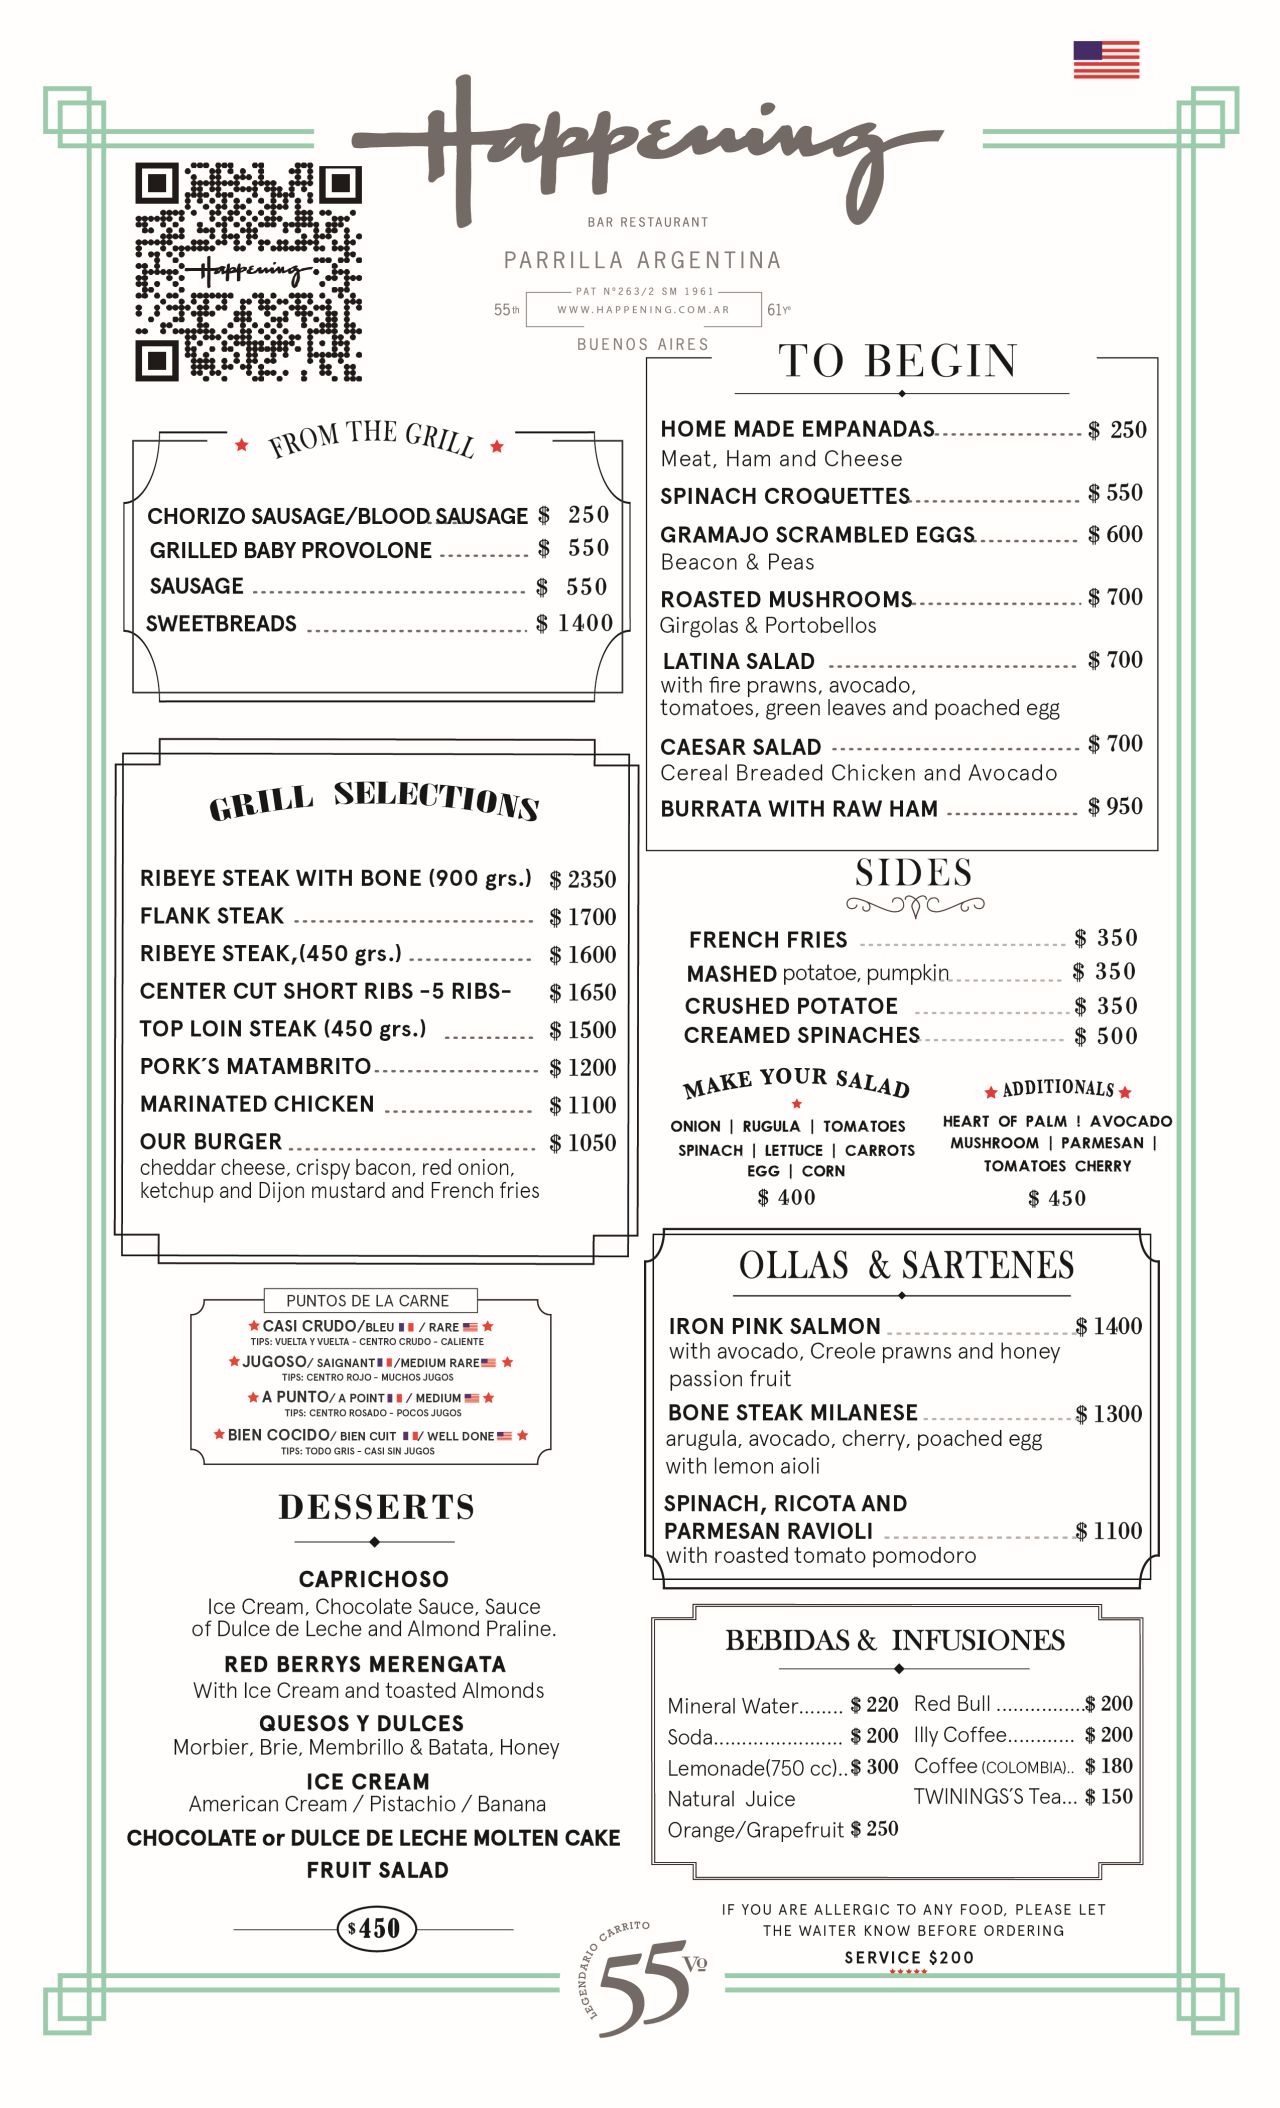 Happening
BAR RESTAURANT
PARRILLA ARGENTINA
PAT N°263/2 SM 1961
55th WWW.HAPPENING.COM.AR 61Yº
BUENOS AIRES
Happening
FROM THE GRILL
CHORIZO SAUSAGE/BLOOD SAUSAGE $ 250
GRILLED BABY PROVOLONE $ 550
SAUSAGE $ 550
SWEETBREADS $ 1400
GRILL SELECTIONS
RIBEYE STEAK WITH BONE (900 grs.) $ 2350
FLANK STEAK $ 1700
RIBEYE STEAK,(450 grs.) $ 1600
CENTER CUT SHORT RIBS -5 RIBS- $ 1650
TOP LOIN STEAK (450 grs.) $ 1500
PORK´S MATAMBRITO $ 1200
MARINATED CHICKEN $ 1100
OUR BURGER $ 1050
cheddar cheese, crispy bacon, red onion,
ketchup and Dijon mustard and French fries
PUNTOS DE LA CARNE
CASI CRUDO/BLEU / RARE
TIPS: VUELTA Y VUELTA - CENTRO CRUDO - CALIENTE
JUGOSO/ SAIGNANT /MEDIUM RARE
TIPS: CENTRO ROJO - MUCHOS JUGOS
A PUNTO/ A POINT / MEDIUM
TIPS: CENTRO ROSADO - POCOS JUGOS
BIEN COCIDO/ BIEN CUIT / WELL DONE
TIPS: TODO GRIS - CASI SIN JUGOS
DESSERTS
CAPRICHOSO
Ice Cream, Chocolate Sauce, Sauce
of Dulce de Leche and Almond Praline.
RED BERRYS MERENGATA
With Ice Cream and toasted Almonds
QUESOS Y DULCES
Morbier, Brie, Membrillo & Batata, Honey
ICE CREAM
American Cream / Pistachio / Banana
CHOCOLATE or DULCE DE LECHE MOLTEN CAKE
FRUIT SALAD
$450
TO BEGIN
HOME MADE EMPANADAS $ 250
Meat, Ham and Cheese
SPINACH CROQUETTES $ 550
GRAMAJO SCRAMBLED EGGS $ 600
Beacon & Peas
ROASTED MUSHROOMS $ 700
Girgolas & Portobellos
LATINA SALAD $ 700
with fire prawns, avocado,
tomatoes, green leaves and poached egg
CAESAR SALAD $ 700
Cereal Breaded Chicken and Avocado
BURRATA WITH RAW HAM $ 950
SIDES
FRENCH FRIES $ 350
MASHED potatoe, pumpkin $ 350
CRUSHED POTATOE $ 350
CREAMED SPINACHES $ 500
MAKE YOUR SALAD
ONION | RUGULA | TOMATOES
SPINACH | LETTUCE | CARROTS
EGG | CORN
$ 400
ADDITIONALS
HEART OF PALM ! AVOCADO
MUSHROOM | PARMESAN |
TOMATOES CHERRY
$ 450
OLLAS & SARTENES
IRON PINK SALMON $ 1400
with avocado, Creole prawns and honey
passion fruit
BONE STEAK MILANESE $ 1300
arugula, avocado, cherry, poached egg
with lemon aioli
SPINACH, RICOTA AND
PARMESAN RAVIOLI $ 1100
with roasted tomato pomodoro
BEBIDAS & INFUSIONES
Mineral Water........ $ 220
Soda....................... $ 200
Lemonade(750 cc)..$ 300
Natural Juice
Orange/Grapefruit $ 250
Red Bull ................$ 200
Illy Coffee............ $ 200
Coffee (COLOMBIA).. $ 180
TWININGS´S Tea... $ 150
IF YOU ARE ALLERGIC TO ANY FOOD, PLEASE LET
THE WAITER KNOW BEFORE ORDERING
SERVICE $200
LEGENDARIO CARRITO
55Vº